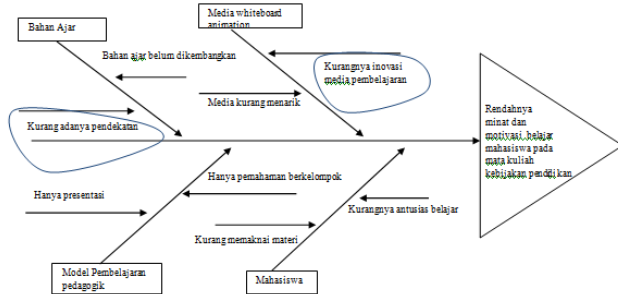 Media whiteboard
animation
Bahan Ajar
Bahan ajar belum dikembangkan
Kurangnya inovasi
media pembelajaran
Media kurang menarik
Kurang adanya pendekatan
Rendahnya
minat dan
motivasi belajar
mahasiswa pada
mata kuliah
kebijakan pendidikan
Hanya pemahaman berkelompok
Hanya presentasi
Kurangnya antusias belajar
Kurang memaknai materi
Model Pembelajaran
pedagogik
Mahasiswa